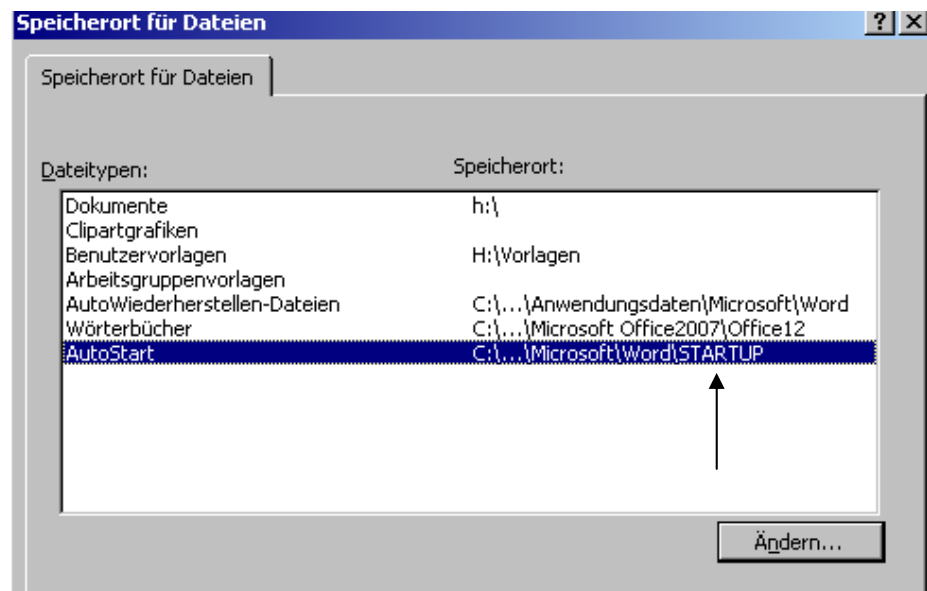 Speicherort für Dateien
Speicherort für Dateien
Dateitypen: Speicherort:
Dokumente h:\
Clipartgrafiken
Benutzervorlagen H:\Vorlagen
Arbeitsgruppenvorlagen
AutoWiederherstellen-Dateien C:\...\Anwendungsdaten\Microsoft\Word
Wörterbücher C:\...\Microsoft Office2007\Office12
AutoStart C:\...\Microsoft\Word\STARTUP
Ändern...